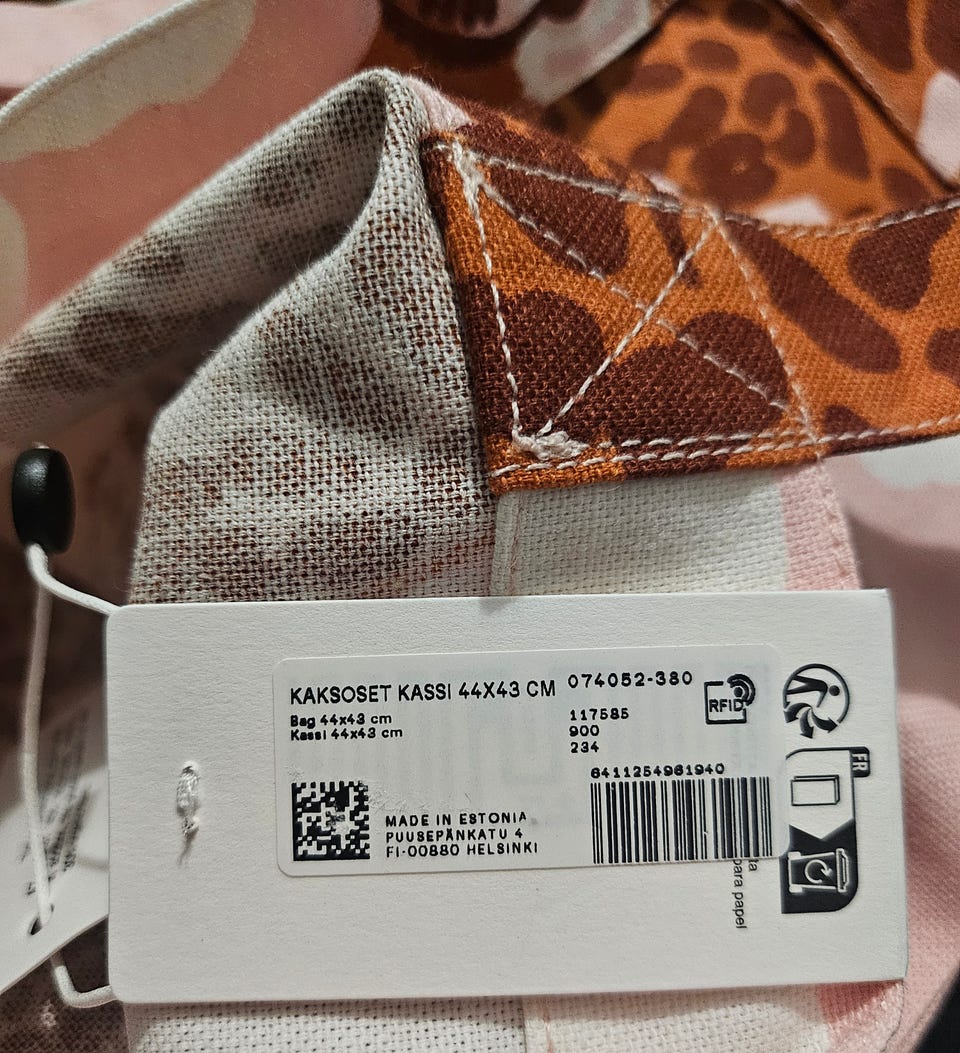 KAKSOSET KASSI 44X43 CM
074052-380
Bag 44x43 cm
Kassi 44x43 cm
117585
900
234
RFID
FR
6411254961940
MADE IN ESTONIA
PUUSEPÄNKATU 4
FI-00880 HELSINKI
ta
para papel